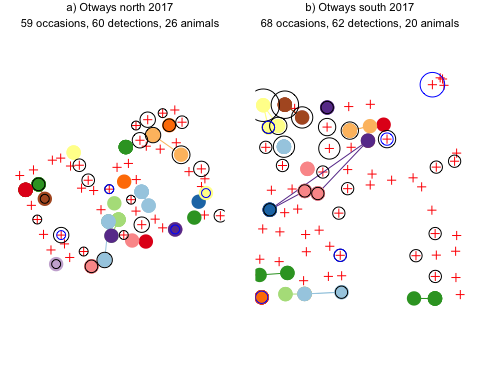 a) Otways north 2017
59 occasions, 60 detections, 26 animals
b) Otways south 2017
68 occasions, 62 detections, 20 animals